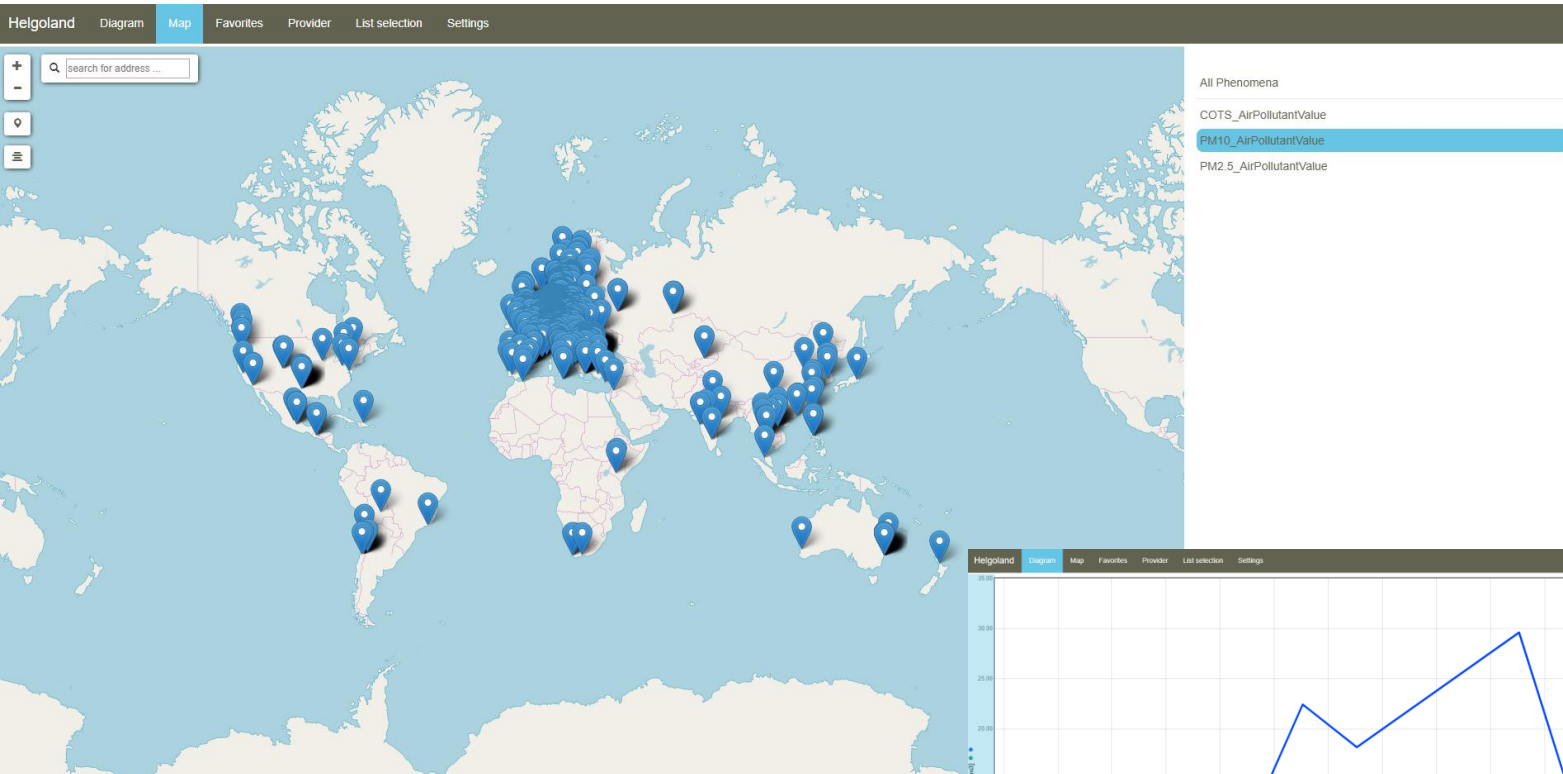 Helgoland Diagram Map Favorites Provider List selection Settings
+
search for address ...
-
All Phenomena
COTS_AirPollutantValue
PM10_AirPollutantValue
PM2.5_AirPollutantValue
Helgoland Diagram Map Favorites Provider List selection Settings
35.00
30.00
25.00
20.00